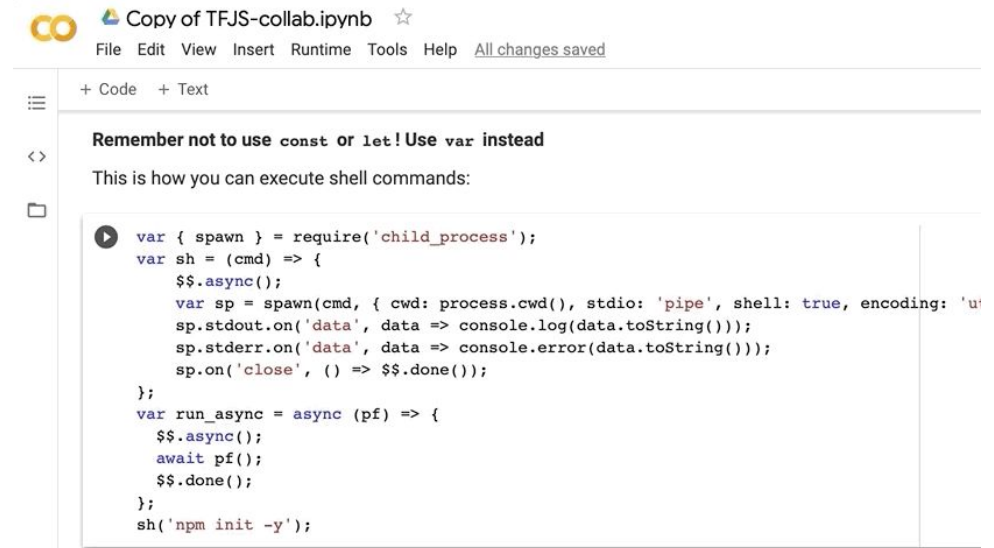 Copy of TFJS-collab.ipynb
File Edit View Insert Runtime Tools Help All changes saved
+ Code + Text
Remember not to use const or let! Use var instead
This is how you can execute shell commands:
var { spawn } = require('child_process');
var sh = (cmd) => {
$$.async();
var sp = spawn(cmd, { cwd: process.cwd(), stdio: 'pipe', shell: true, encoding:
sp.stdout.on('data', data => console.log(data.toString()));
sp.stderr.on('data', data => console.error(data.toString()));
sp.on('close', () => $$.done());
};
var run_async = async (pf) => {
$$.async();
await pf();
$$.done();
};
sh('npm init -y');